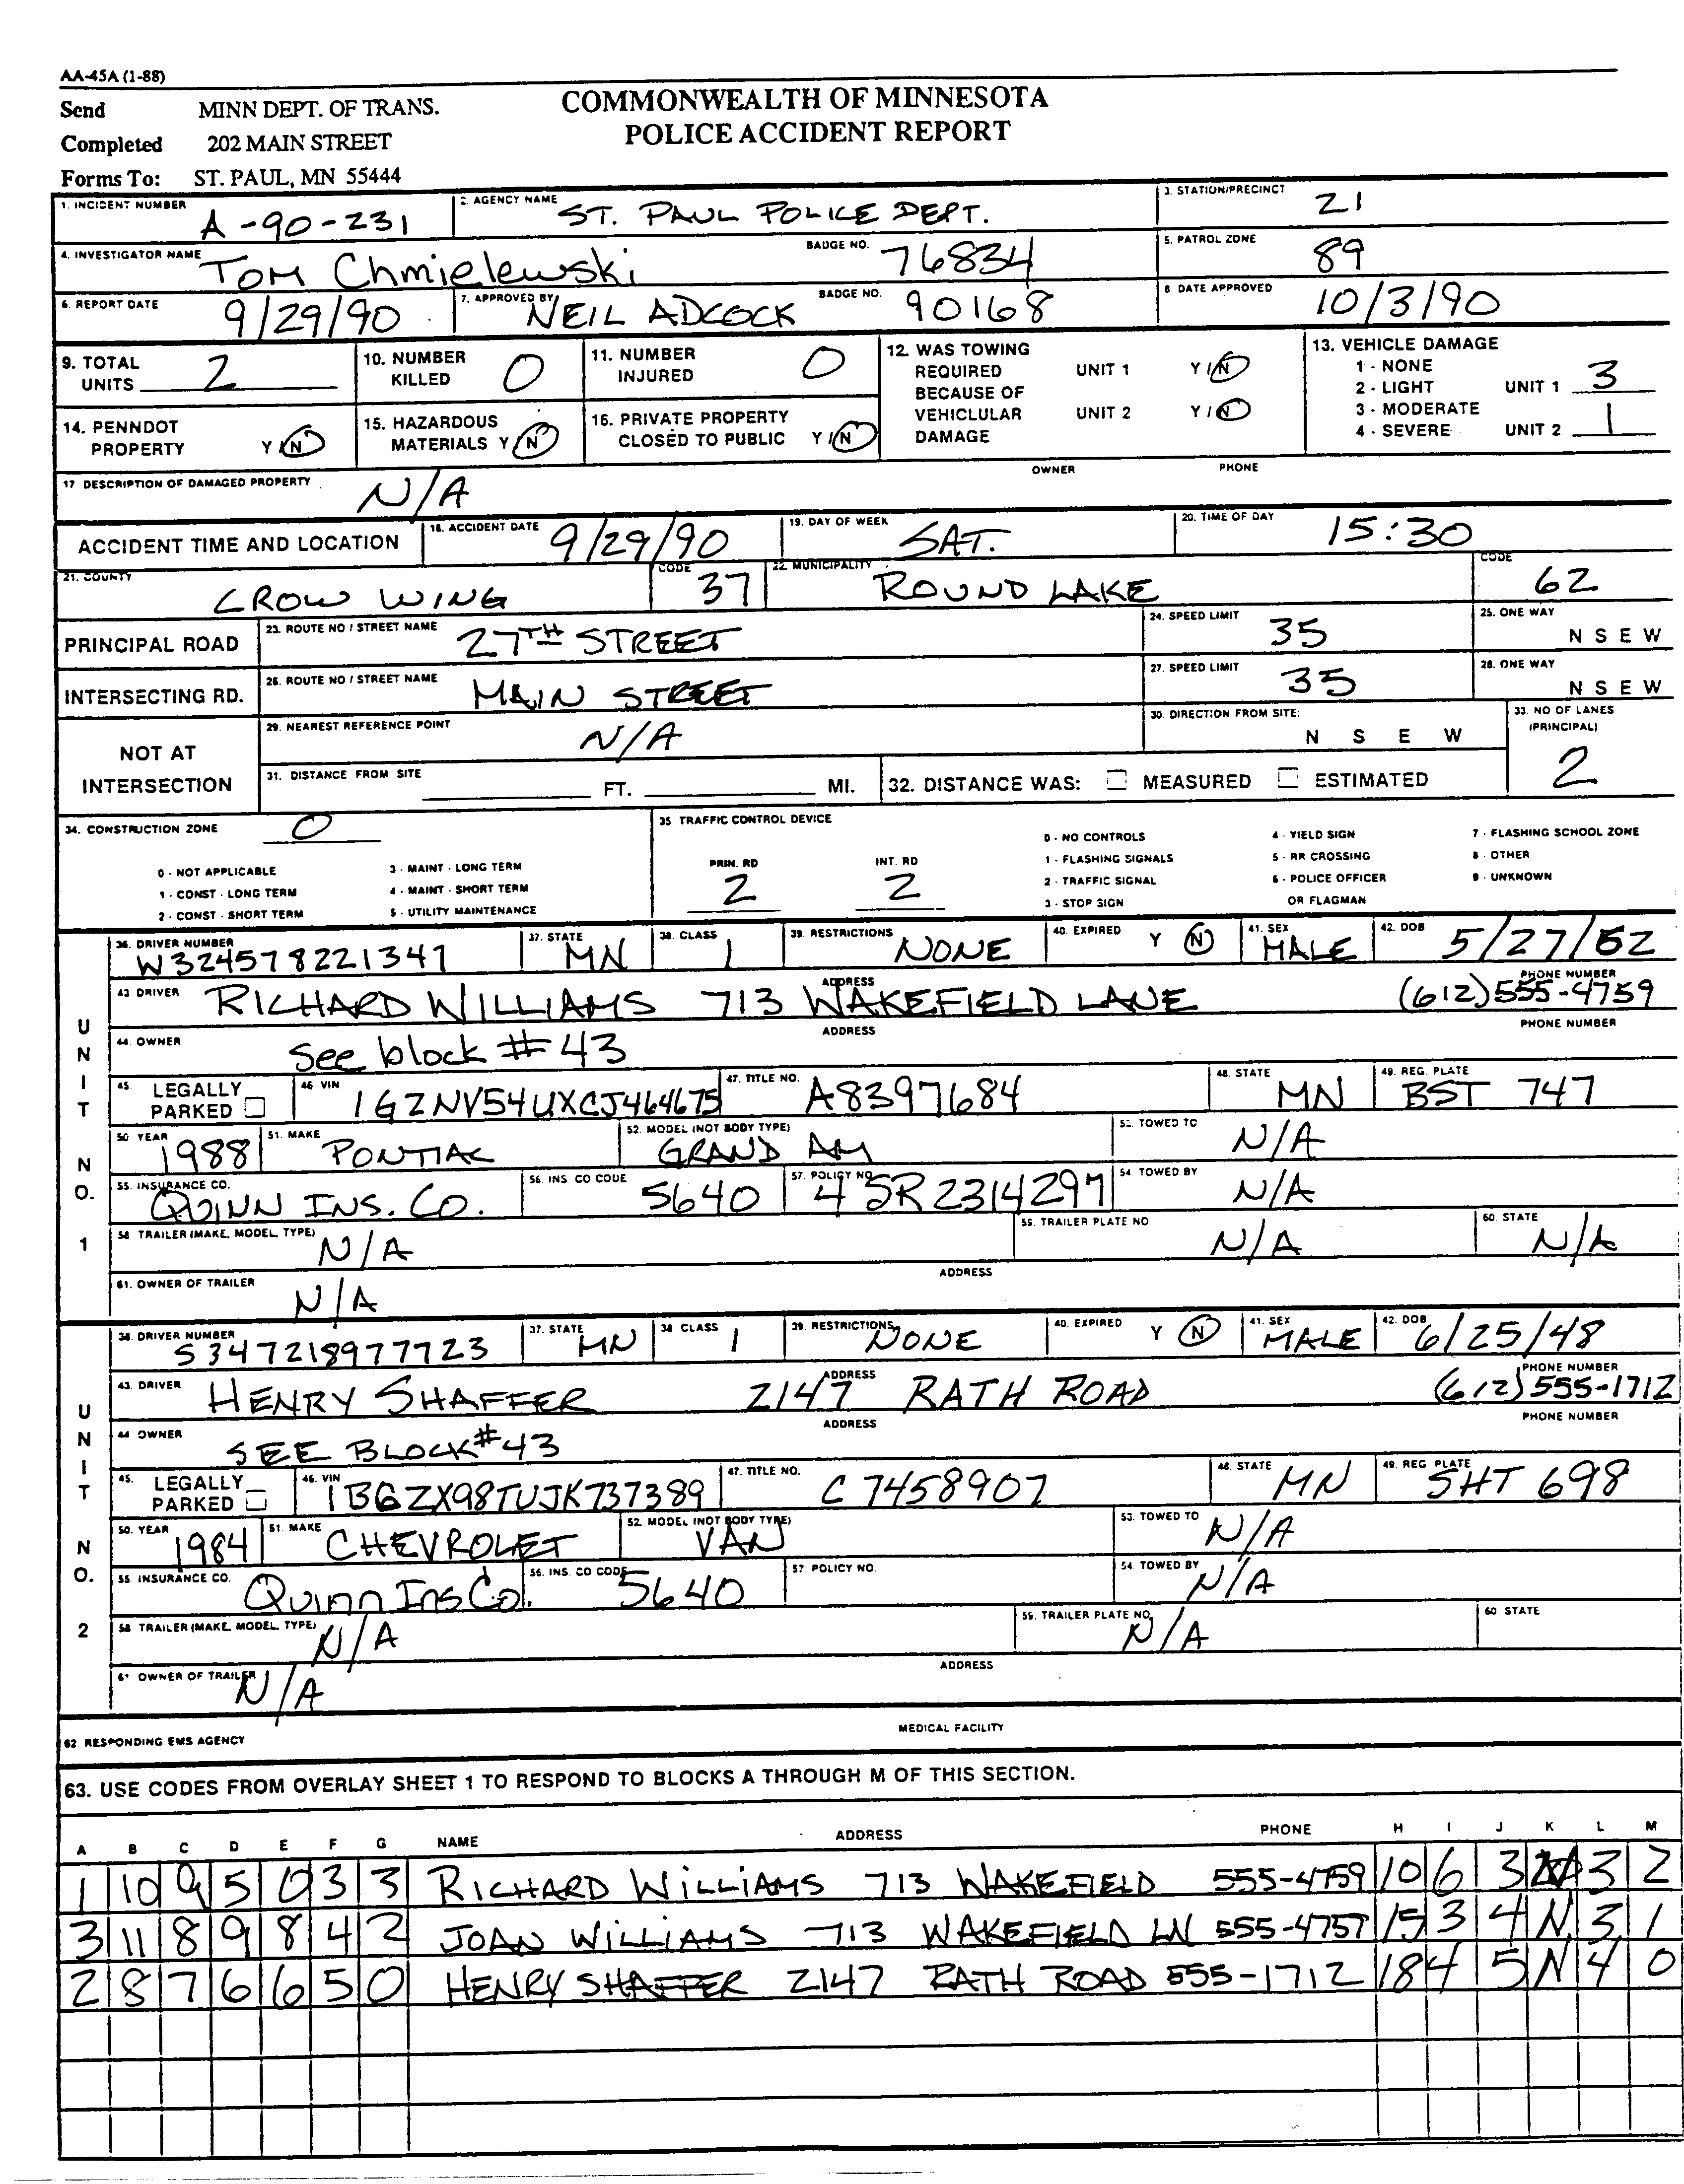 AA-45A (1-88)
Send MINN DEPT. OF TRANS. COMMONWEALTH OF MINNESOTA
Completed 202 MAIN STREET POLICE ACCIDENT REPORT
Forms To: ST. PAUL, MN 55444
1. INCIDENT NUMBER A-90-231 2. AGENCY NAME ST. PAUL POLICE DEPT. 3. STATION/PRECINCT 21
4. INVESTIGATOR NAME TOM Chmielewski BADGE NO. 76834 5. PATROL ZONE 89
6. REPORT DATE 9/29/90 7. APPROVED BY NEIL ADCOCK BADGE NO. 90168 8. DATE APPROVED 10/3/90
9. TOTAL UNITS 2 10. NUMBER KILLED 0 11. NUMBER INJURED 0 12. WAS TOWING REQUIRED BECAUSE OF VEHICLULAR DAMAGE UNIT 1 Y/N UNIT 2 Y/N 13. VEHICLE DAMAGE 1 - NONE 2 - LIGHT 3 - MODERATE 4 - SEVERE UNIT 1 3 UNIT 2 1
14. PENNDOT PROPERTY Y/N 15. HAZARDOUS MATERIALS Y/N 16. PRIVATE PROPERTY CLOSED TO PUBLIC Y/N
17 DESCRIPTION OF DAMAGED PROPERTY N/A OWNER PHONE
ACCIDENT TIME AND LOCATION 18. ACCIDENT DATE 9/29/90 19. DAY OF WEEK SAT. 20. TIME OF DAY 15:30
21. COUNTY CROW WING CODE 37 22. MUNICIPALITY ROUND LAKE CODE 62
PRINCIPAL ROAD 23. ROUTE NO / STREET NAME 27TH STREET 24. SPEED LIMIT 35 25. ONE WAY N S E W
INTERSECTING RD. 26. ROUTE NO / STREET NAME MAIN STREET 27. SPEED LIMIT 35 28. ONE WAY N S E W
NOT AT INTERSECTION 29. NEAREST REFERENCE POINT N/A 30. DIRECTION FROM SITE: N S E W 33. NO OF LANES (PRINCIPAL) 2
31. DISTANCE FROM SITE FT. MI. 32. DISTANCE WAS: MEASURED ESTIMATED
34. CONSTRUCTION ZONE 0 35. TRAFFIC CONTROL DEVICE
0 - NO CONTROLS 4 - YIELD SIGN 7 - FLASHING SCHOOL ZONE
0 - NOT APPLICABLE 3 - MAINT - LONG TERM PRIN. RD 2 INT. RD 2 1 - FLASHING SIGNALS 5 - RR CROSSING 8 - OTHER
1 - CONST - LONG TERM 4 - MAINT - SHORT TERM 2 - TRAFFIC SIGNAL 6 - POLICE OFFICER 9 - UNKNOWN
2 - CONST - SHORT TERM 5 - UTILITY MAINTENANCE 3 - STOP SIGN OR FLAGMAN
UNIT NO. 1
36. DRIVER NUMBER W324578221347 37. STATE MN 38. CLASS 1 39. RESTRICTIONS NONE 40. EXPIRED Y N 41. SEX MALE 42. DOB 5/27/62
43 DRIVER RICHARD WILLIAMS ADDRESS 713 WAKEFIELD LANE PHONE NUMBER (612)555-4759
44. OWNER See block #43 ADDRESS PHONE NUMBER
45. LEGALLY PARKED 46 VIN 1GZNV54UXCJ464675 47. TITLE NO. A8397684 48. STATE MN 49. REG. PLATE BST 747
50 YEAR 1988 51. MAKE PONTIAC 52. MODEL (NOT BODY TYPE) GRAND AM 53. TOWED TO N/A
55. INSURANCE CO. QUINN INS. CO. 56 INS. CO CODE 5640 57. POLICY NO. 4 SR2314297 54 TOWED BY N/A
58 TRAILER (MAKE, MODEL, TYPE) N/A 59. TRAILER PLATE NO N/A 60 STATE N/A
61. OWNER OF TRAILER N/A ADDRESS
UNIT NO. 2
36. DRIVER NUMBER S347218977723 37. STATE MN 38 CLASS 1 39. RESTRICTIONS NONE 40. EXPIRED Y N 41. SEX MALE 42. DOB 6/25/48
43. DRIVER HENRY SHAFFER ADDRESS 2147 RATH ROAD PHONE NUMBER (612)555-1712
44 OWNER SEE BLOCK #43 ADDRESS PHONE NUMBER
45. LEGALLY PARKED 46. VIN 1BGZX98TUJK737389 47. TITLE NO. C7458907 48. STATE MN 49. REG PLATE SHT 698
50. YEAR 1984 51. MAKE CHEVROLET 52. MODEL (NOT BODY TYPE) VAN 53. TOWED TO N/A
55. INSURANCE CO. Quinn Ins Co. 56. INS. CO CODE 5640 57 POLICY NO. 54. TOWED BY N/A
58 TRAILER (MAKE, MODEL, TYPE) N/A 59. TRAILER PLATE NO. N/A 60. STATE
61 OWNER OF TRAILER N/A ADDRESS
62 RESPONDING EMS AGENCY MEDICAL FACILITY
63. USE CODES FROM OVERLAY SHEET 1 TO RESPOND TO BLOCKS A THROUGH M OF THIS SECTION.
A B C D E F G NAME ADDRESS PHONE H I J K L M
1 10 9 5 0 3 3 RICHARD WILLIAMS 713 WAKEFIELD 555-4759 10 6 3 3 2
3 11 8 9 8 4 2 JOAN WILLIAMS 713 WAKEFIELD LN 555-4757 15 3 4 N 3 1
2 8 7 6 6 5 0 HENRY SHAFFER 2147 RATH ROAD 555-1712 18 4 5 N 4 0